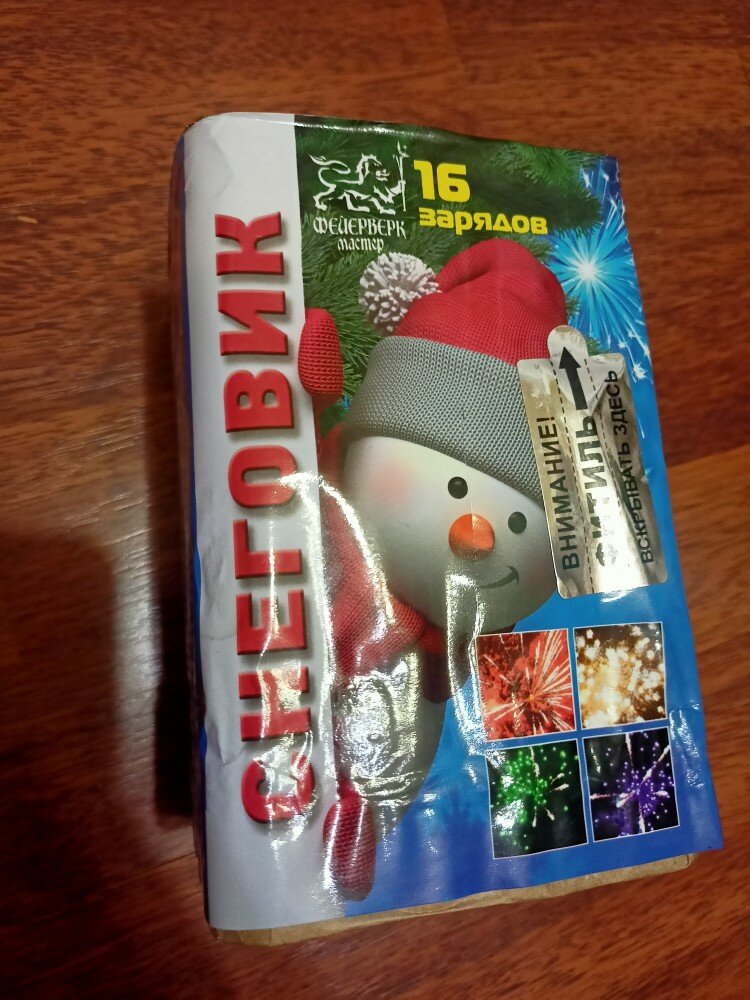 ФЕЙЕРВЕРК
мастер
16
зарядов
СНЕГОВИК
ВНИМАНИЕ!
ФИТИЛЬ
ВСКРЫВАТЬ ЗДЕСЬ